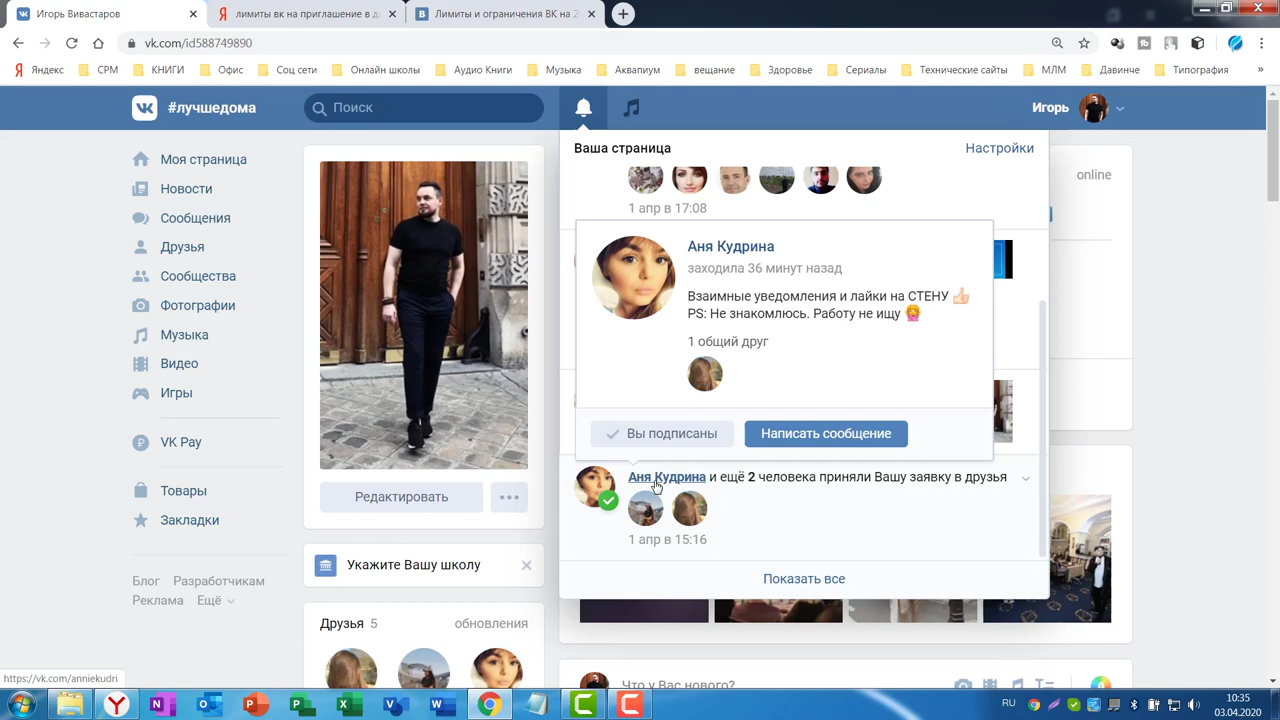 Игорь Вивастаров
лимиты вк на приглашение в д
Лимиты и ограничения ВК на 2
vk.com/id588749890
Яндекс
СРМ
КНИГИ
Офис
Соц сети
Онлайн школы
Аудио Книги
Музыка
Аквапиум
вещание
Здоровье
Сериалы
Технические сайты
МЛМ
Давинче
Типография
»
#лучшедома
Поиск
Игорь
Моя страница
Новости
Сообщения
Друзья
Сообщества
Фотографии
Музыка
Видео
Игры
VK Pay
Товары
Закладки
Блог Разработчикам
Реклама Ещё
Редактировать
Укажите Вашу школу
Друзья 5 обновления
Ваша страница
Настройки
online
1 апр в 17:08
Аня Кудрина
заходила 36 минут назад
Взаимные уведомления и лайки на СТЕНУ
PS: Не знакомлюсь. Работу не ищу
1 общий друг
Вы подписаны
Написать сообщение
Аня Кудрина и ещё 2 человека приняли Вашу заявку в друзья
1 апр в 15:16
Показать все
Что у Вас нового?
https://vk.com/anniekudri
RU
10:35
03.04.2020